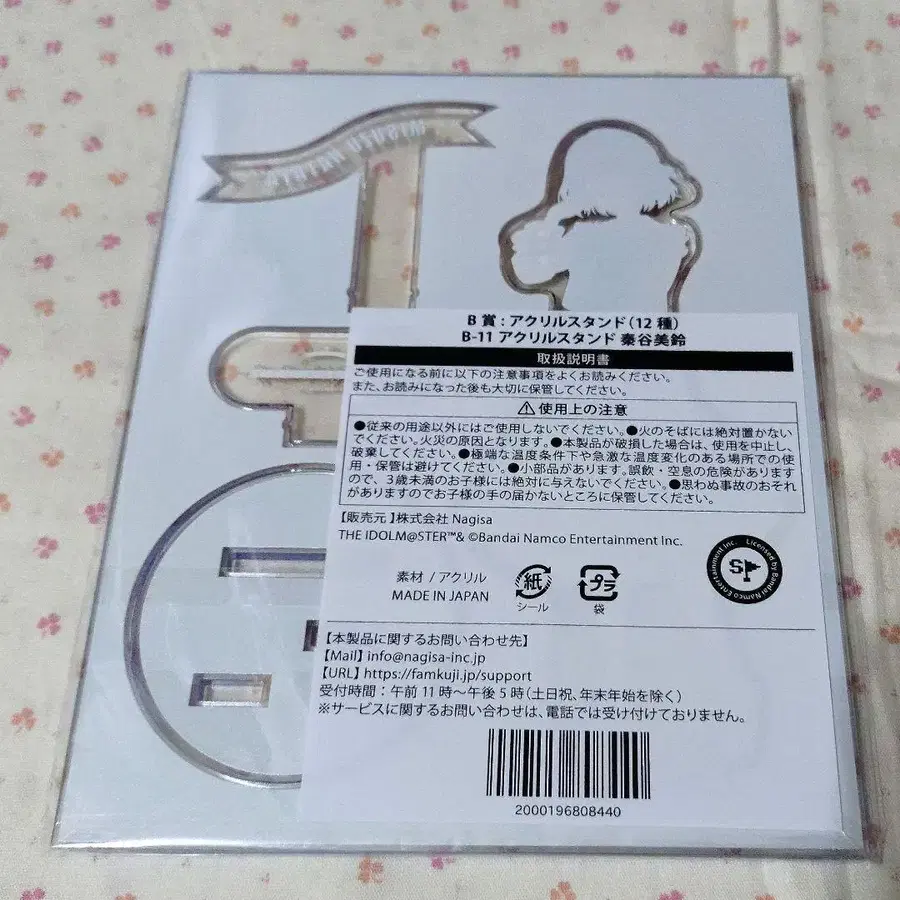 MISUZU HATAYA
B 賞 : アクリルスタンド(12 種)
B-11 アクリルスタンド 秦谷美鈴
取扱説明書
ご使用になる前に以下の注意事項をよくお読みください。
また、お読みになった後も大切に保管してください。
⚠ 使用上の注意
●従来の用途以外にはご使用しないでください。●火のそばには絶対置かない
でください。火災の原因となります。●本製品が破損した場合は、使用を中止し、
破棄してください。●極端な温度条件下や急激な温度変化のある場所での使
用・保管は避けてください。●小部品があります。誤飲・窒息の危険があります
ので、3歳未満のお子様には絶対に与えないでください。●思わぬ事故のおそれ
がありますのでお子様の手の届かないところに保管してください。
【販売元】株式会社 Nagisa
THE IDOLM@STER™& ©Bandai Namco Entertainment Inc.
素材 / アクリル
MADE IN JAPAN
紙
シール
プラ
袋
Licensed by Bandai Namco Entertainment Inc.
S
【本製品に関するお問い合わせ先】
【Mail】info@nagisa-inc.jp
【URL】https://famkuji.jp/support
受付時間：午前 11 時～午後 5 時(土日祝、年末年始を除く)
※サービスに関するお問い合わせは、電話では受け付けておりません。
2000196808440